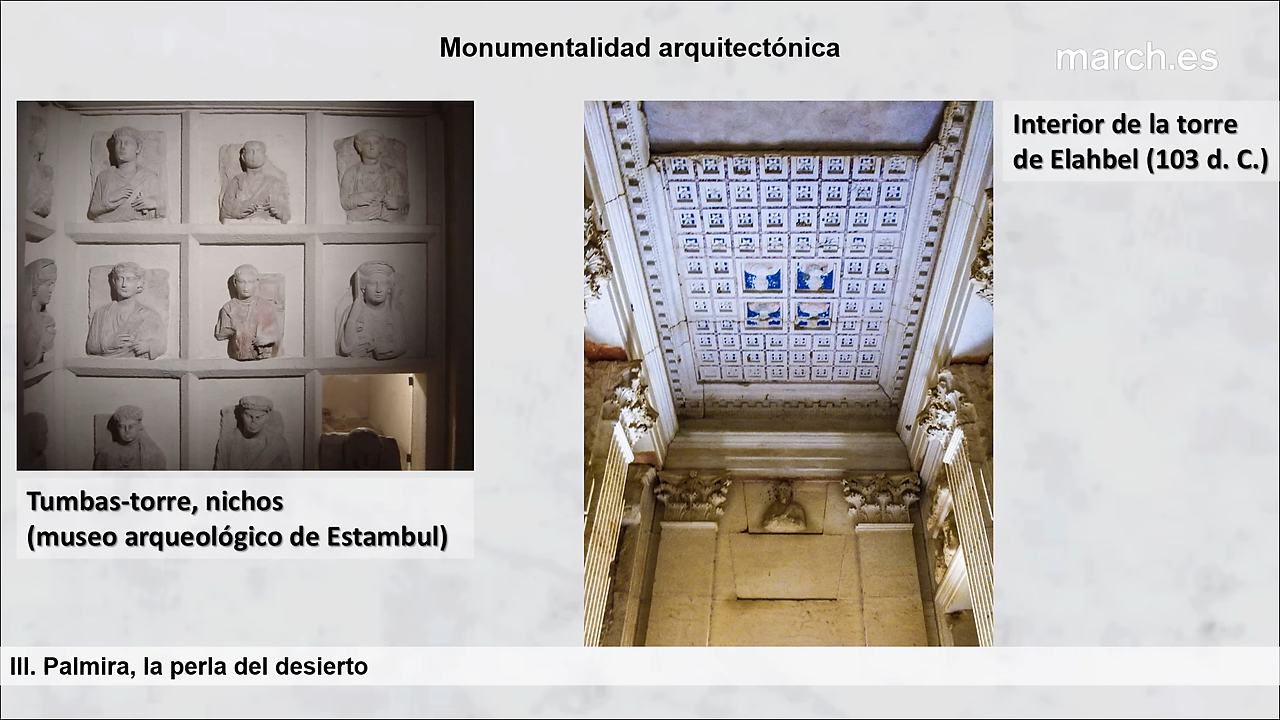 Monumentalidad arquitectónica
march.es
Interior de la torre
de Elahbel (103 d. C.)
Tumbas-torre, nichos
(museo arqueológico de Estambul)
III. Palmira, la perla del desierto